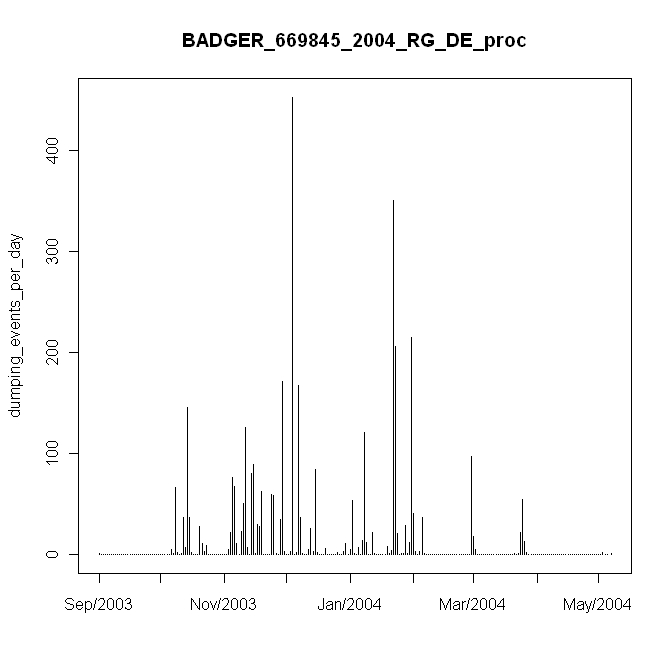 BADGER_669845_2004_RG_DE_proc
dumping_events_per_day
400
300
200
100
0
Sep/2003 Nov/2003 Jan/2004 Mar/2004 May/2004